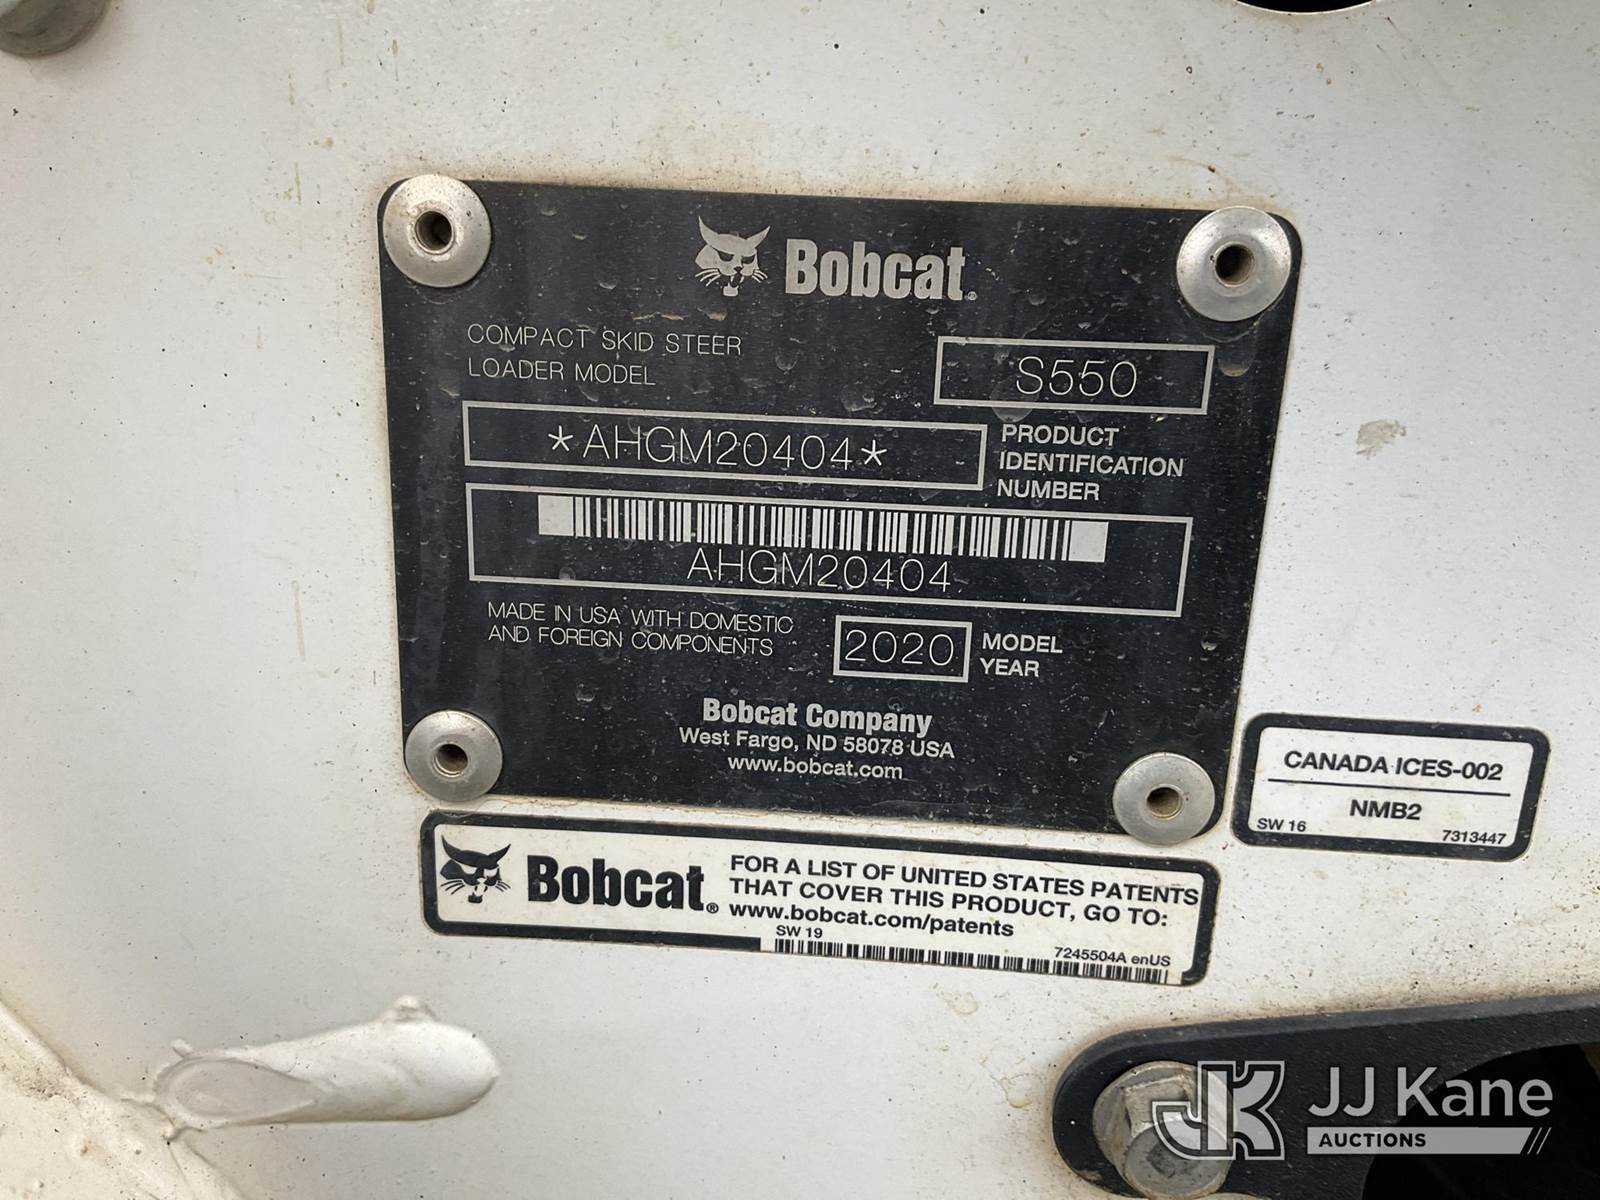 Bobcat®
COMPACT SKID STEER
LOADER MODEL
S550
*AHGM20404*
PRODUCT
IDENTIFICATION
NUMBER
AHGM20404
MADE IN USA WITH DOMESTIC
AND FOREIGN COMPONENTS
2020
MODEL
YEAR
Bobcat Company
West Fargo, ND 58078 USA
www.bobcat.com
CANADA ICES-002
NMB2
SW 16
7313447
Bobcat®
FOR A LIST OF UNITED STATES PATENTS
THAT COVER THIS PRODUCT, GO TO:
www.bobcat.com/patents
SW 19
7245504A enUS
JK
JJ Kane
AUCTIONS